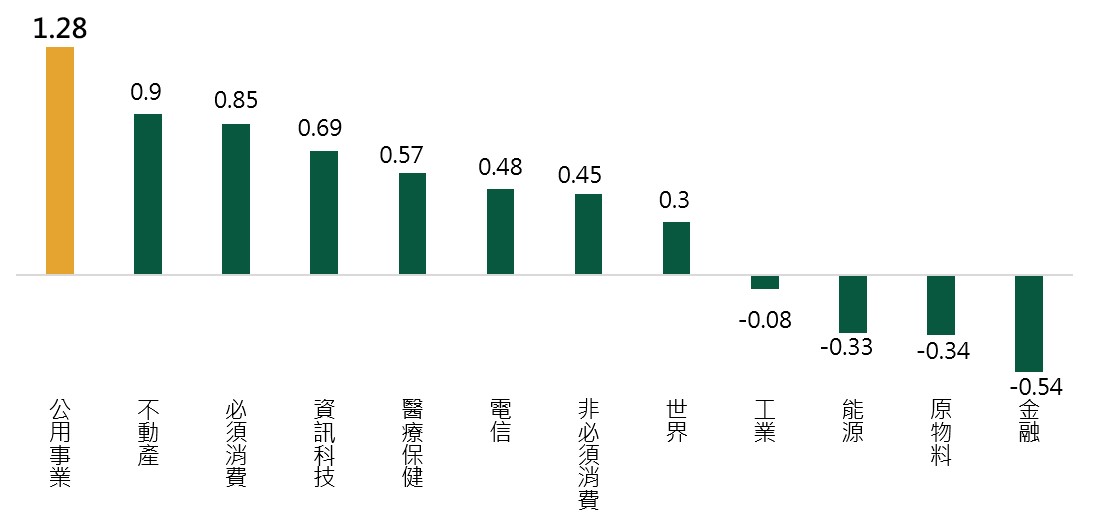 1.28
0.9
0.85
0.69
0.57
0.48
0.45
0.3
-0.08
-0.33
-0.34
-0.54
公用事業
不動產
必須消費
資訊科技
醫療保健
電信
非必須消費
世界
工業
能源
原物料
金融